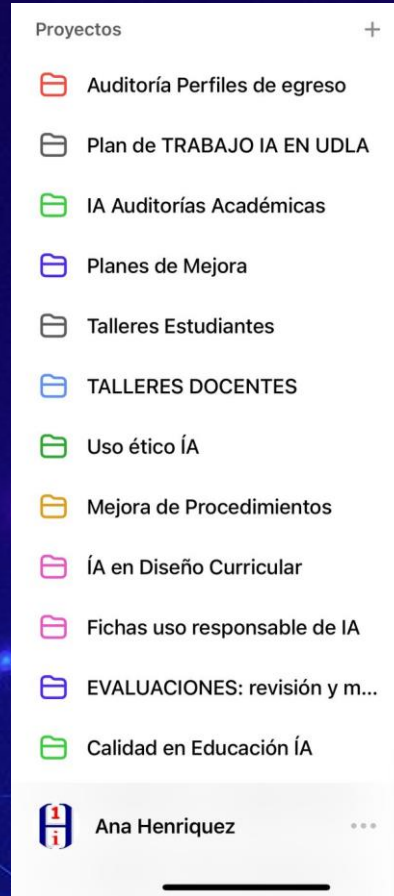 Proyectos
Auditoría Perfiles de egreso
Plan de TRABAJO IA EN UDLA
IA Auditorías Académicas
Planes de Mejora
Talleres Estudiantes
TALLERES DOCENTES
Uso ético ÍA
Mejora de Procedimientos
ÍA en Diseño Curricular
Fichas uso responsable de IA
EVALUACIONES: revisión y m...
Calidad en Educación ÍA
1
i
Ana Henriquez